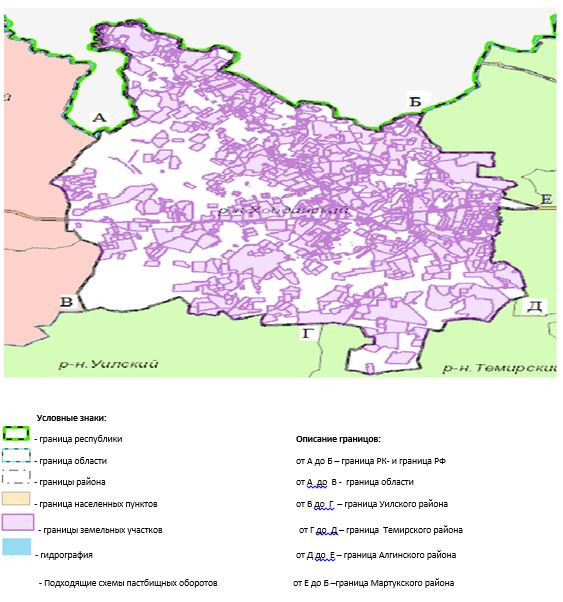 А
Б
Е
р-н. Хобдинский
В
Г
Д
р-н. Уилский
р-н. Темирский
Условные знаки:
- граница республики
Описание границов:
- граница области
от А до Б – граница РК- и граница РФ
- границы района
от А до В - граница области
- граница населенных пунктов
от В до Г – граница Уилского района
- границы земельных участков
от Г до Д – граница Темирского района
- гидрография
от Д до Е – граница Алгинского района
- Подходящие схемы пастбищных оборотов
от Е до Б –граница Мартукского района